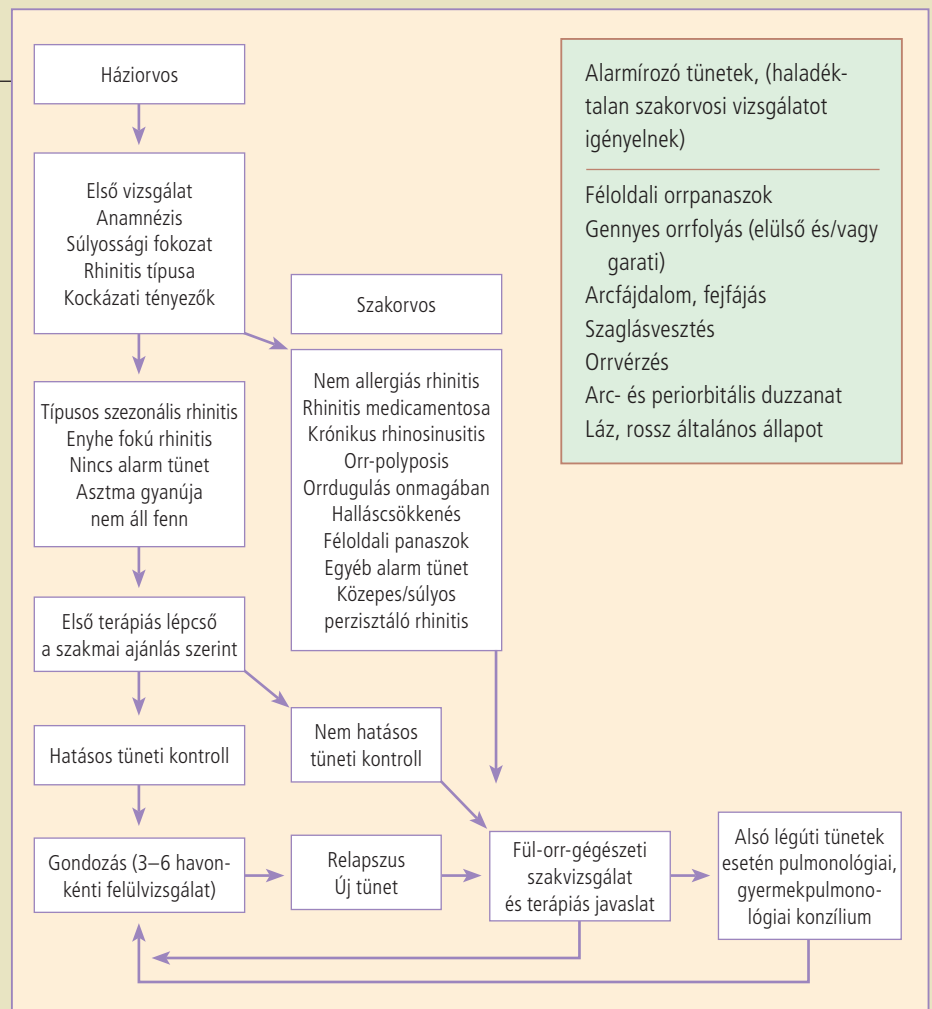 Háziorvos
Első vizsgálat
Anamnézis
Súlyossági fokozat
Rhinitis típusa
Kockázati tényezők
Szakorvos
Nem allergiás rhinitis
Rhinitis medicamentosa
Krónikus rhinosinusitis
Orr-polyposis
Orrdugulás onmagában
Halláscsökkenés
Féloldali panaszok
Egyéb alarm tünet
Közepes/súlyos
perzisztáló rhinitis
Típusos szezonális rhinitis
Enyhe fokú rhinitis
Nincs alarm tünet
Asztma gyanúja
nem áll fenn
Első terápiás lépcső
a szakmai ajánlás szerint
Hatásos tüneti kontroll
Nem hatásos
tüneti kontroll
Gondozás (3–6 havon-
kénti felülvizsgálat)
Relapszus
Új tünet
Fül-orr-gégészeti
szakvizsgálat
és terápiás javaslat
Alsó légúti tünetek
esetén pulmonológiai,
gyermekpulmono-
lógiai konzílium
Alarmírozó tünetek, (haladék-
talan szakorvosi vizsgálatot
igényelnek)
Féloldali orrpanaszok
Gennyes orrfolyás (elülső és/vagy
garati)
Arcfájdalom, fejfájás
Szaglásvesztés
Orrvérzés
Arc- és periorbitális duzzanat
Láz, rossz általános állapot